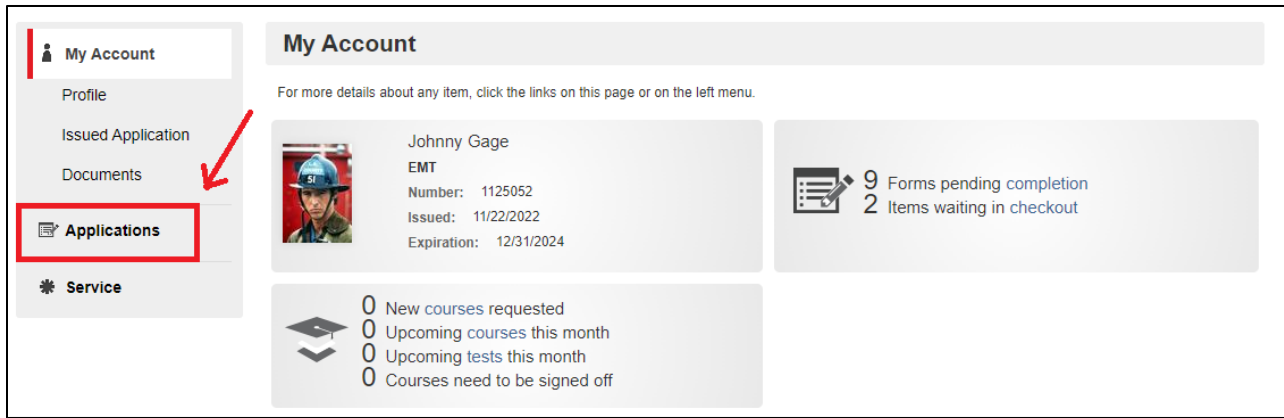 My Account
Profile
Issued Application
Documents
Applications
Service
My Account
For more details about any item, click the links on this page or on the left menu.
51
Johnny Gage
EMT
Number: 1125052
Issued: 11/22/2022
Expiration: 12/31/2024
9 Forms pending completion
2 Items waiting in checkout
0 New courses requested
0 Upcoming courses this month
0 Upcoming tests this month
0 Courses need to be signed off